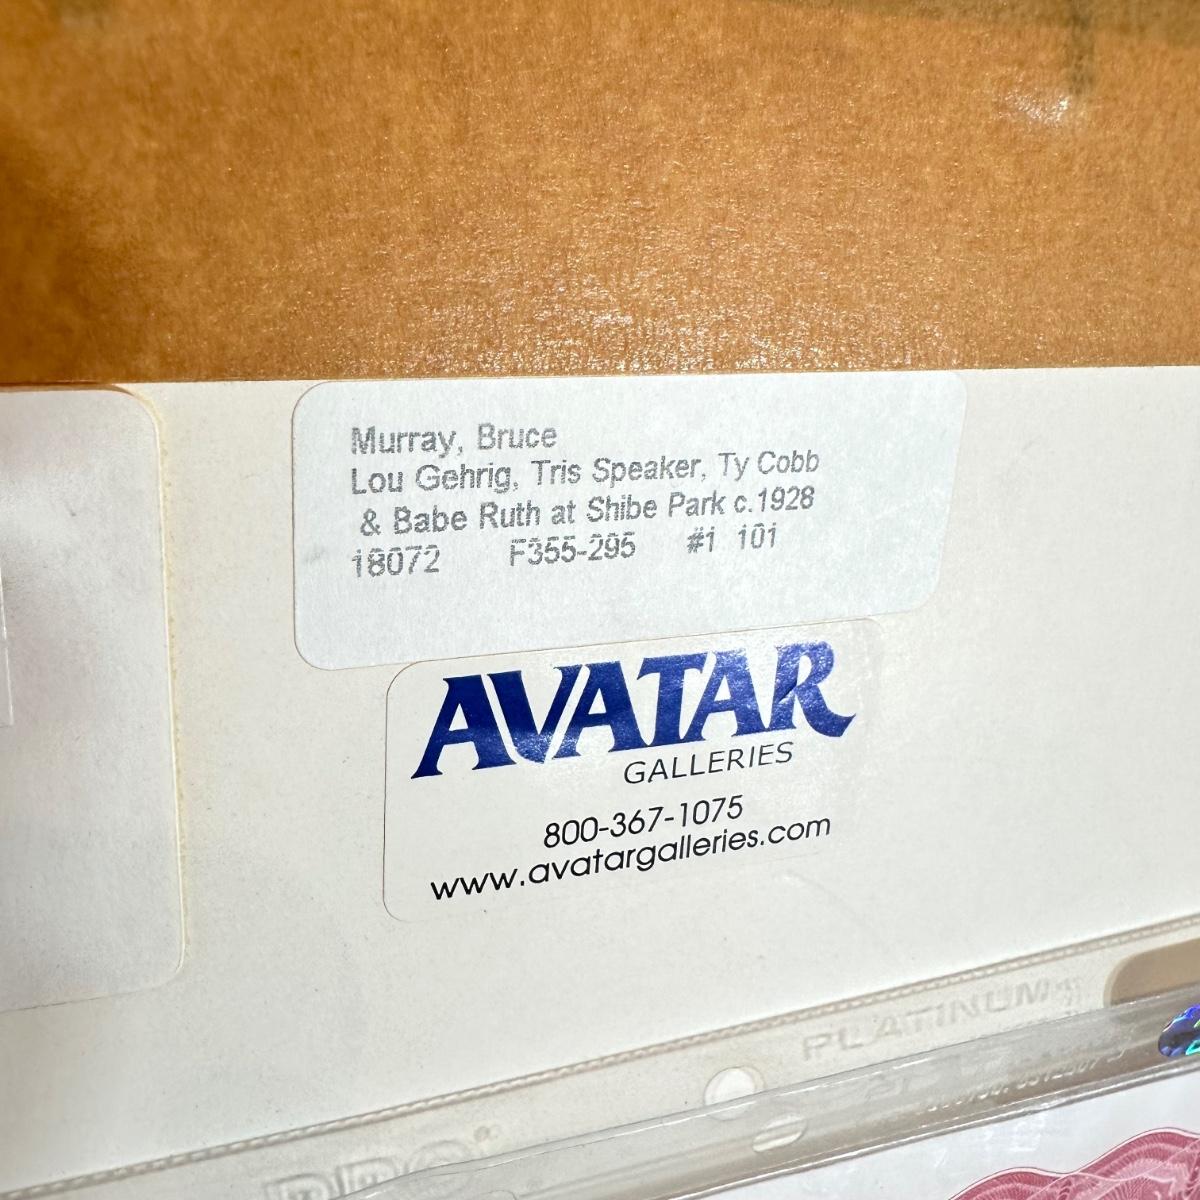 Murray, Bruce
Lou Gehrig, Tris Speaker, Ty Cobb
& Babe Ruth at Shibe Park c.1928
18072 F355-295 #1 101
AVATAR
GALLERIES
800-367-1075
www.avatargalleries.com
PLATINUM